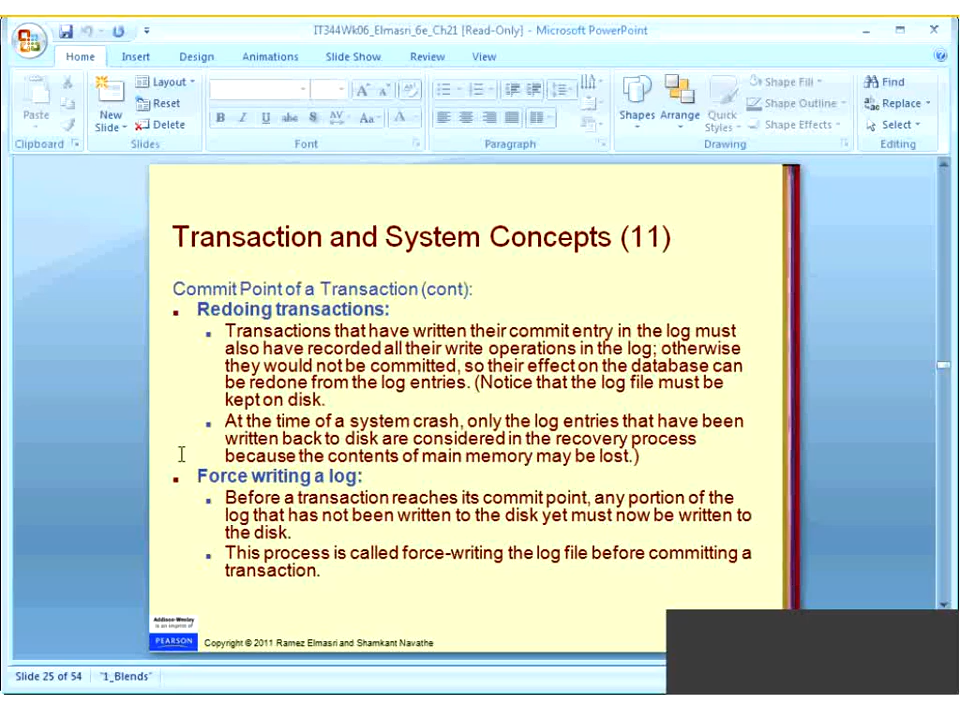 IT344Wk06_Elmasri_6e_Ch21 [Read-Only] - Microsoft PowerPoint
Home Insert Design Animations Slide Show Review View
Layout
Reset
Delete
Paste
New
Slide
Shapes Arrange Quick
Styles
Shape Fill
Shape Outline
Shape Effects
Find
Replace
Select
B I U abe S AV Aa A
Clipboard Slides Font Paragraph Drawing Editing
Transaction and System Concepts (11)
Commit Point of a Transaction (cont):
Redoing transactions:
Transactions that have written their commit entry in the log must
also have recorded all their write operations in the log; otherwise
they would not be committed, so their effect on the database can
be redone from the log entries. (Notice that the log file must be
kept on disk.
At the time of a system crash, only the log entries that have been
written back to disk are considered in the recovery process
because the contents of main memory may be lost.)
Force writing a log:
Before a transaction reaches its commit point, any portion of the
log that has not been written to the disk yet must now be written to
the disk.
This process is called force-writing the log file before committing a
transaction.
Addison-Wesley
is an imprint of
PEARSON
Copyright © 2011 Ramez Elmasri and Shamkant Navathe
Slide 25 of 54 "1_Blends"